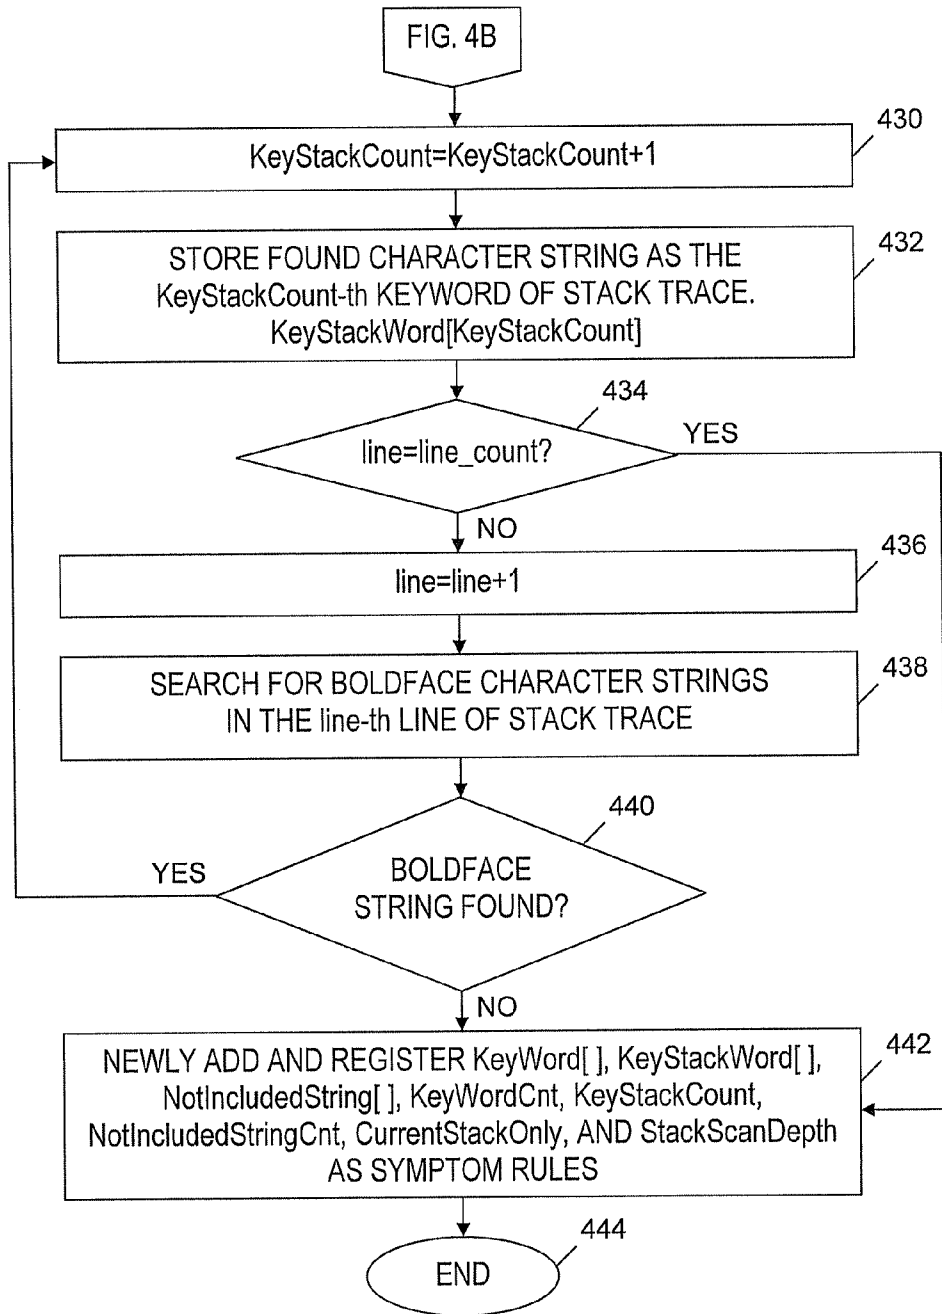 FIG. 4B
430
KeyStackCount=KeyStackCount+1
STORE FOUND CHARACTER STRING AS THE
KeyStackCount-th KEYWORD OF STACK TRACE.
KeyStackWord[KeyStackCount]
432
434
line=line_count?
YES
NO
436
line=line+1
SEARCH FOR BOLDFACE CHARACTER STRINGS
IN THE line-th LINE OF STACK TRACE
438
440
YES
BOLDFACE
STRING FOUND?
NO
NEWLY ADD AND REGISTER KeyWord[ ], KeyStackWord[ ],
NotIncludedString[ ], KeyWordCnt, KeyStackCount,
NotIncludedStringCnt, CurrentStackOnly, AND StackScanDepth
AS SYMPTOM RULES
442
444
END